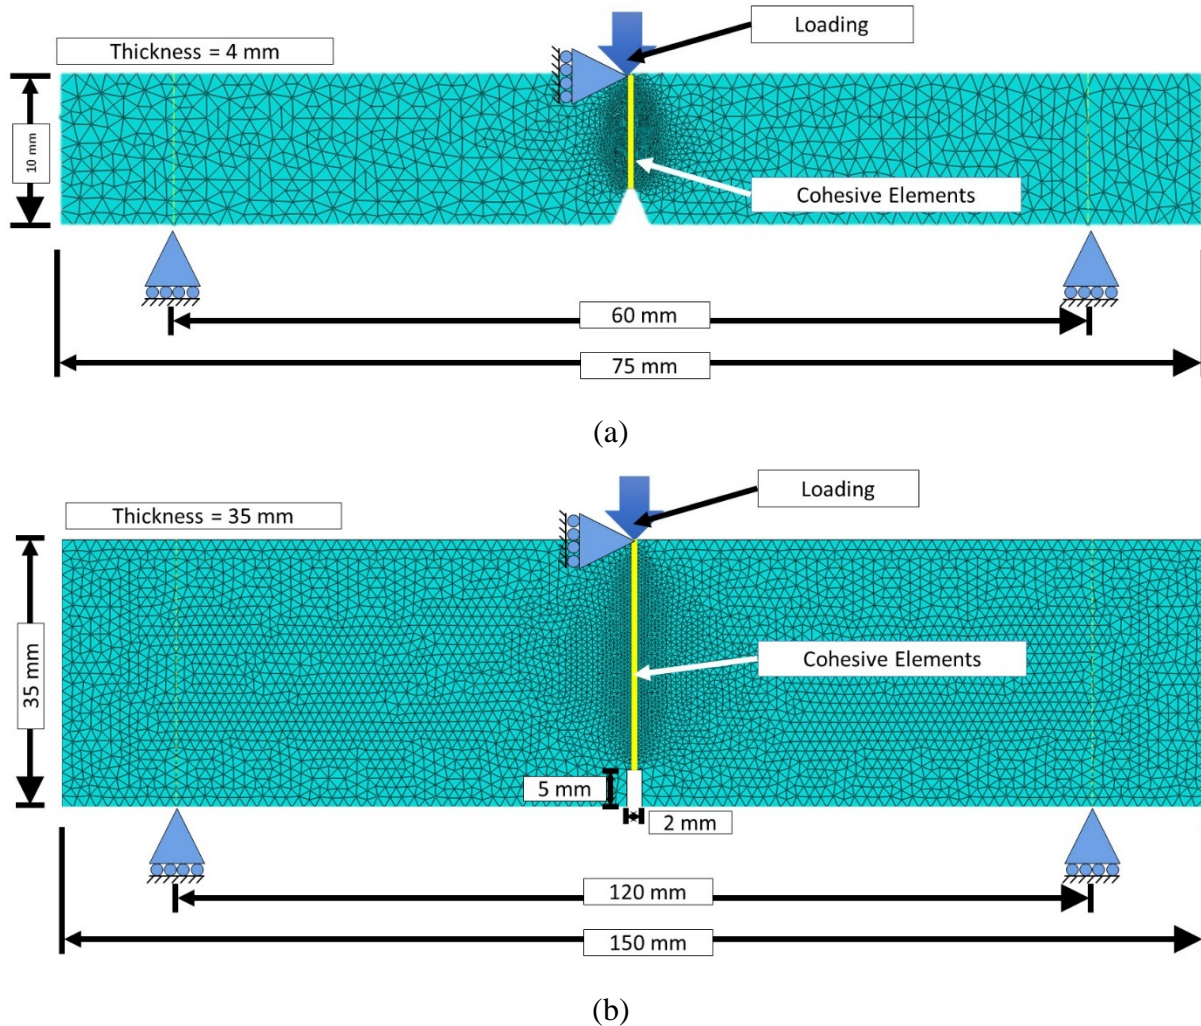 Loading
Thickness = 4 mm
10 mm
Cohesive Elements
60 mm
75 mm
(a)
Loading
Thickness = 35 mm
35 mm
Cohesive Elements
5 mm
2 mm
120 mm
150 mm
(b)